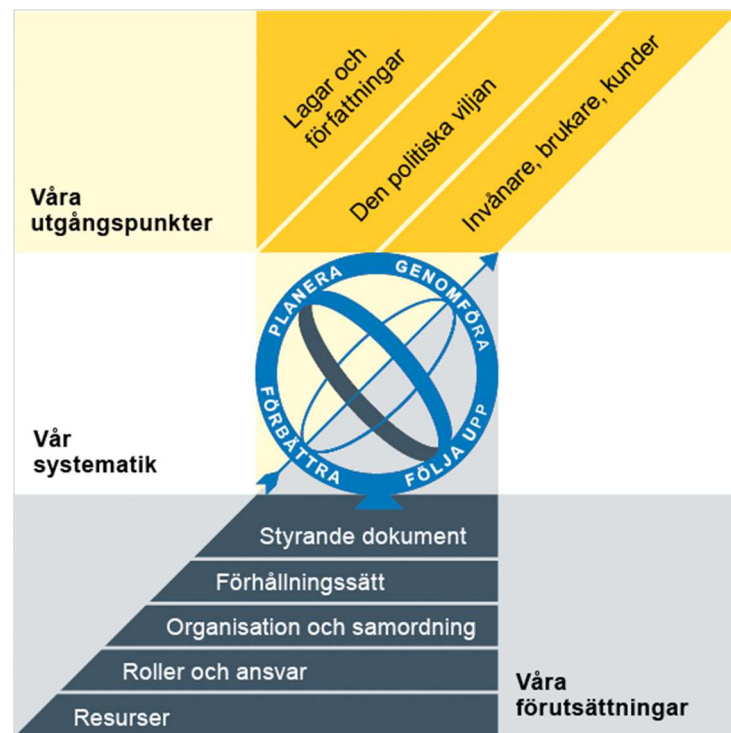 Lagar och
författningar
Den politiska viljan
Invånare, brukare, kunder
Våra
utgångspunkter
PLANERA
GENOMFÖRA
FÖLJA UPP
FÖRBÄTTRA
Vår
systematik
Styrande dokument
Förhållningssätt
Organisation och samordning
Roller och ansvar
Resurser
Våra
förutsättningar